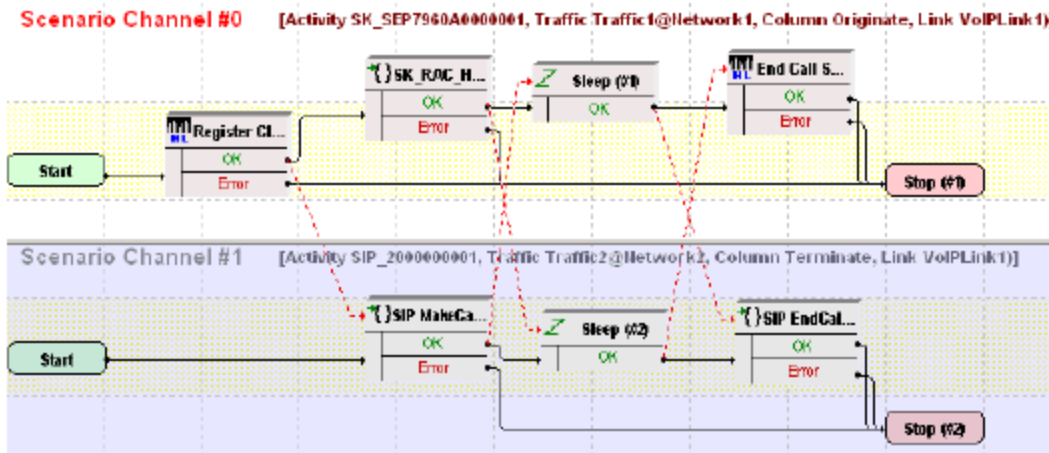 Scenario Channel #0 [Activity SK_SEP7960A0000001, Traffic Traffic1@Network1, Column Originate, Link VoIPLink1)
{}SK_RAC_H...
OK
Error
Sleep (#1)
OK
End Call S...
OK
Error
Register Cl...
OK
Error
Start
Stop (#1)
Scenario Channel #1 [Activity SIP_2000000001, Traffic Traffic2@Network2, Column Terminate, Link VoIPLink1)]
{}SIP MakeCa...
OK
Error
Sleep (#2)
OK
{}SIP EndCal...
OK
Error
Start
Stop (#2)